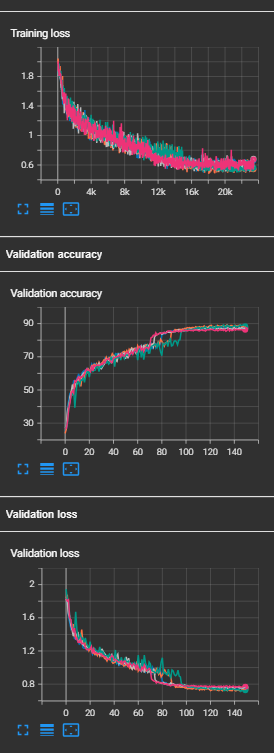 Training loss
1.8
1.4
1
0.6
0 4k 8k 12k 16k 20k
Validation accuracy
Validation accuracy
90
70
50
30
0 20 40 60 80 100 120 140
Validation loss
Validation loss
2
1.6
1.2
0.8
0 20 40 60 80 100 120 140